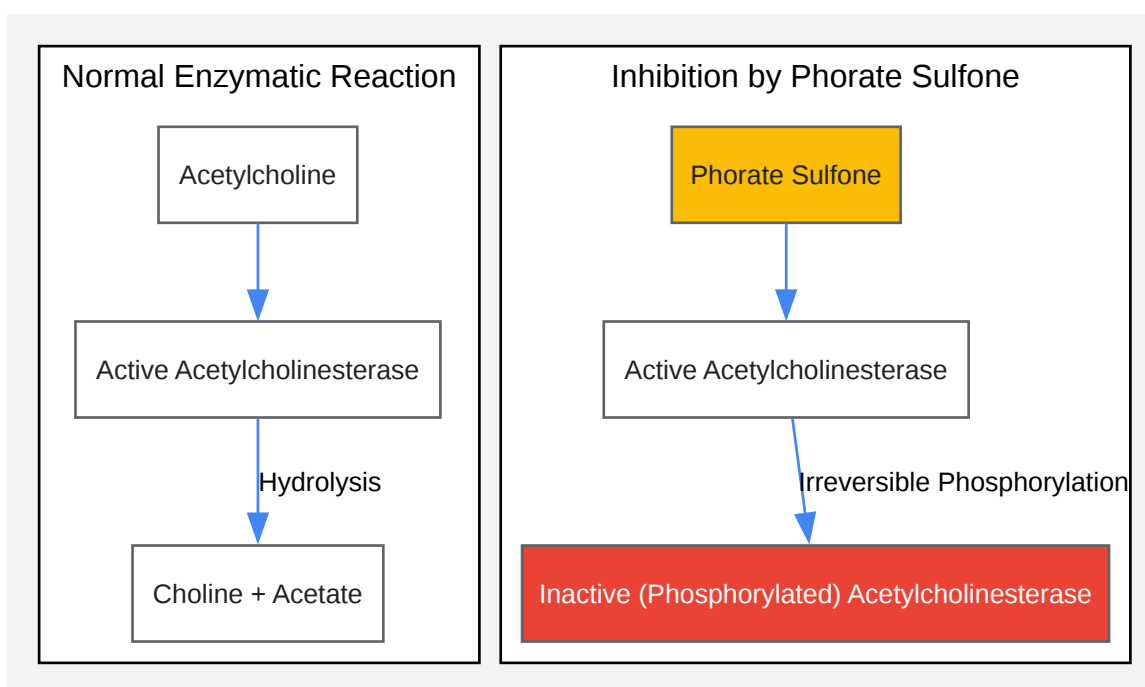 Normal Enzymatic Reaction
Acetylcholine
Active Acetylcholinesterase
Hydrolysis
Choline + Acetate
Inhibition by Phorate Sulfone
Phorate Sulfone
Active Acetylcholinesterase
Irreversible Phosphorylation
Inactive (Phosphorylated) Acetylcholinesterase